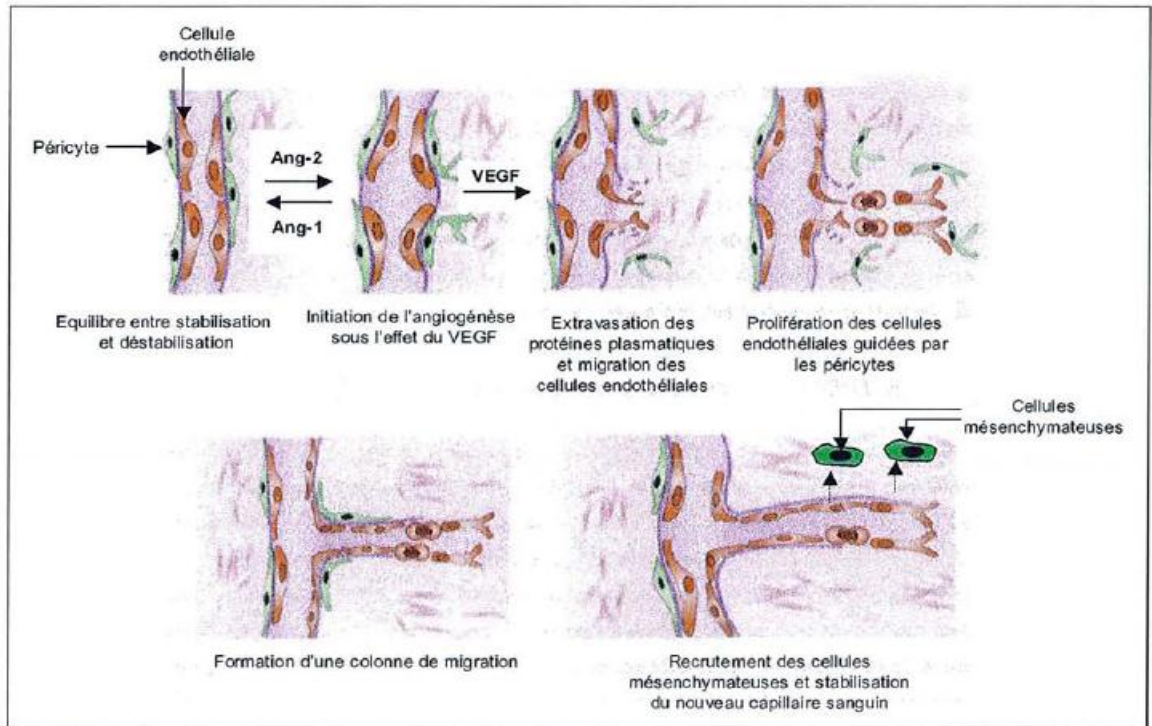 Cellule
endothéliale
Péricyte
Ang-2
Ang-1
VEGF
Equilibre entre stabilisation
et déstabilisation
Initiation de l'angiogénèse
sous l'effet du VEGF
Extravasation des
protéines plasmatiques
et migration des
cellules endothéliales
Prolifération des cellules
endothéliales guidées par
les péricytes
Cellules
mésenchymateuses
Formation d'une colonne de migration
Recrutement des cellules
mésenchymateuses et stabilisation
du nouveau capillaire sanguin